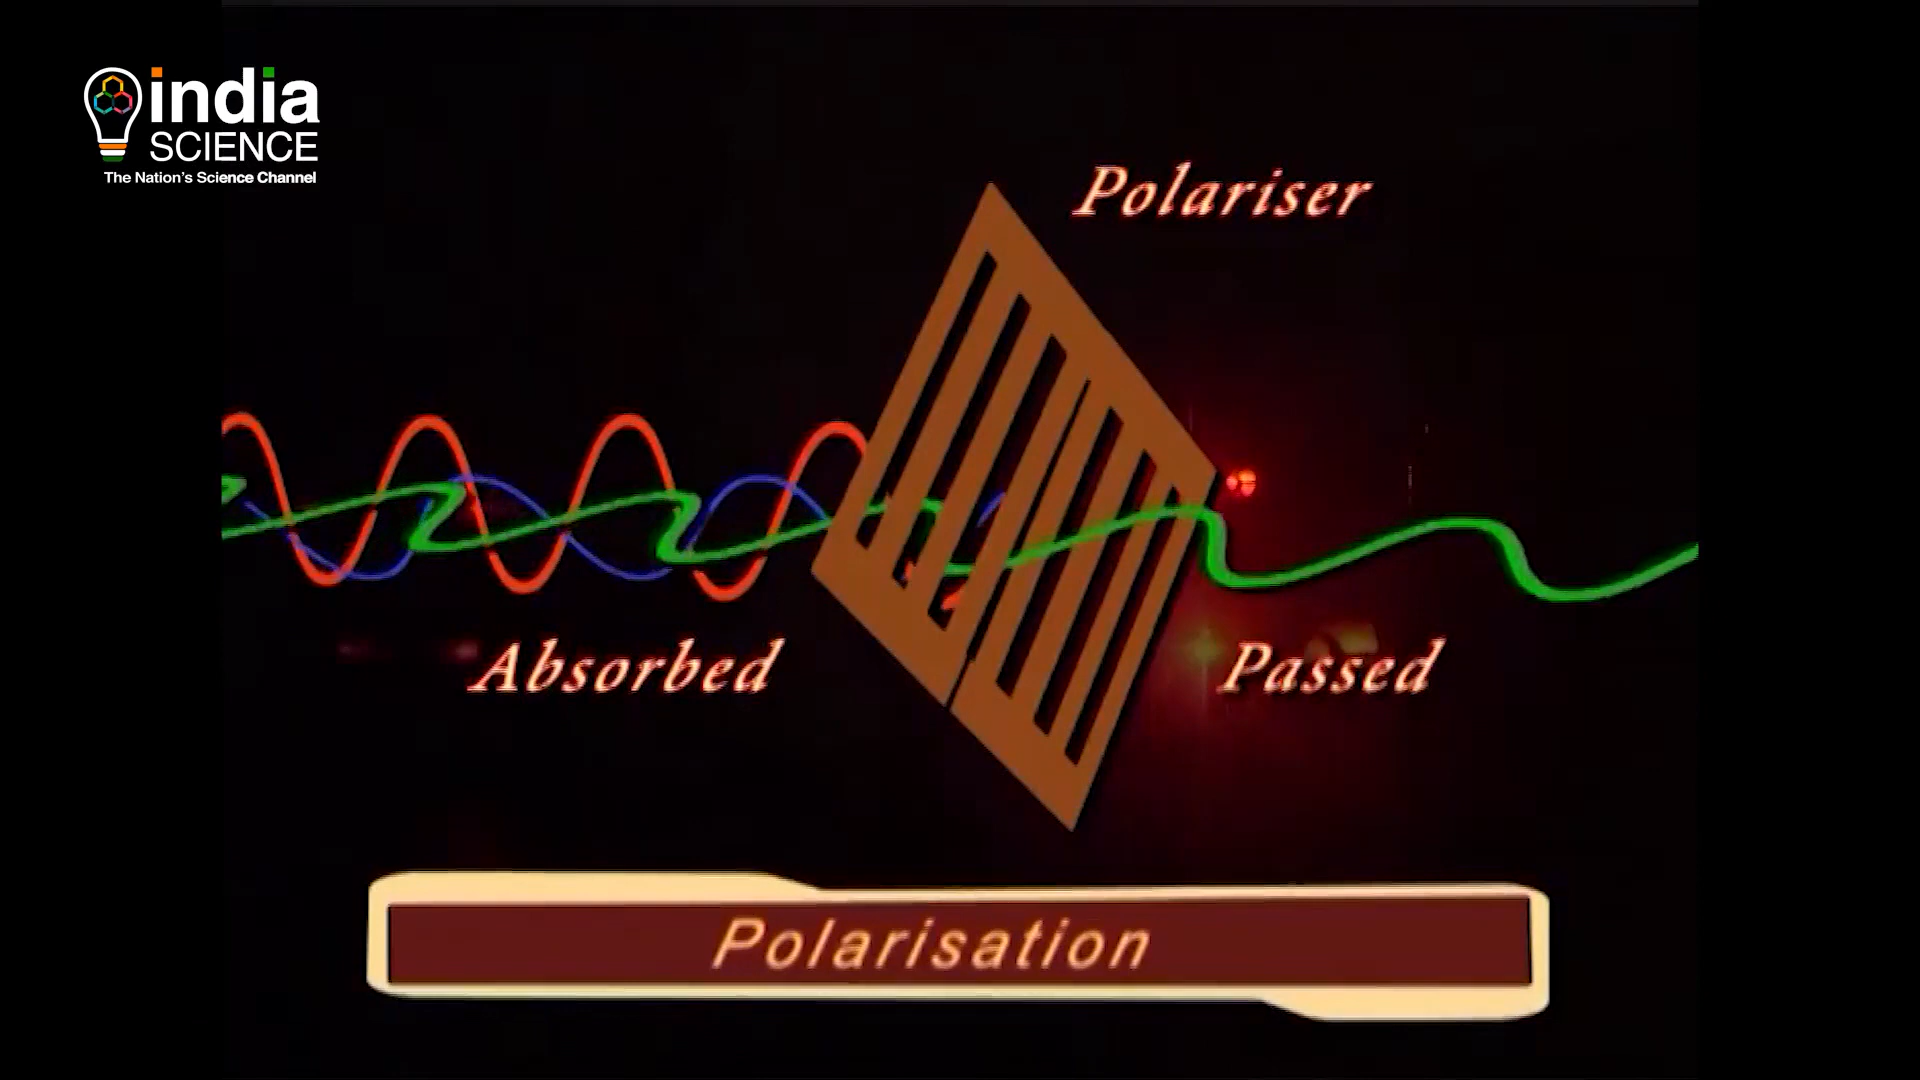 india
SCIENCE
The Nation's Science Channel
Polariser
Absorbed
Passed
Polarisation